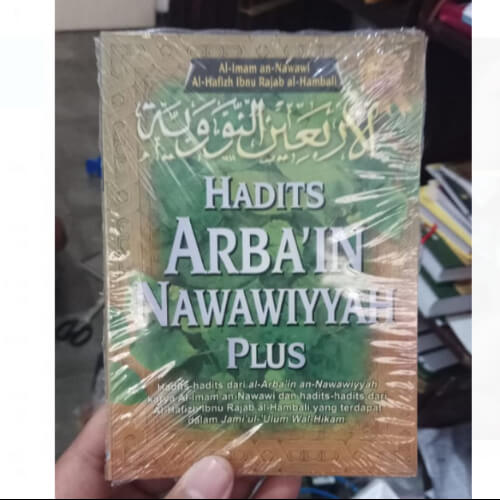 Al-Imam an-Nawawi
Al-Hafizh Ibnu Rajab al-Hambali
الأربعين النووية
HADITS
ARBA'IN
NAWAWIYYAH
PLUS
Hadits-hadits dari al-Arba'in an-Nawawiyyah
karya Al-Imam an-Nawawi dan hadits-hadits dari
Al-Hafizh Ibnu Rajab al-Hambali yang terdapat
dalam Jami'ul-'Ulum Wal-Hikam